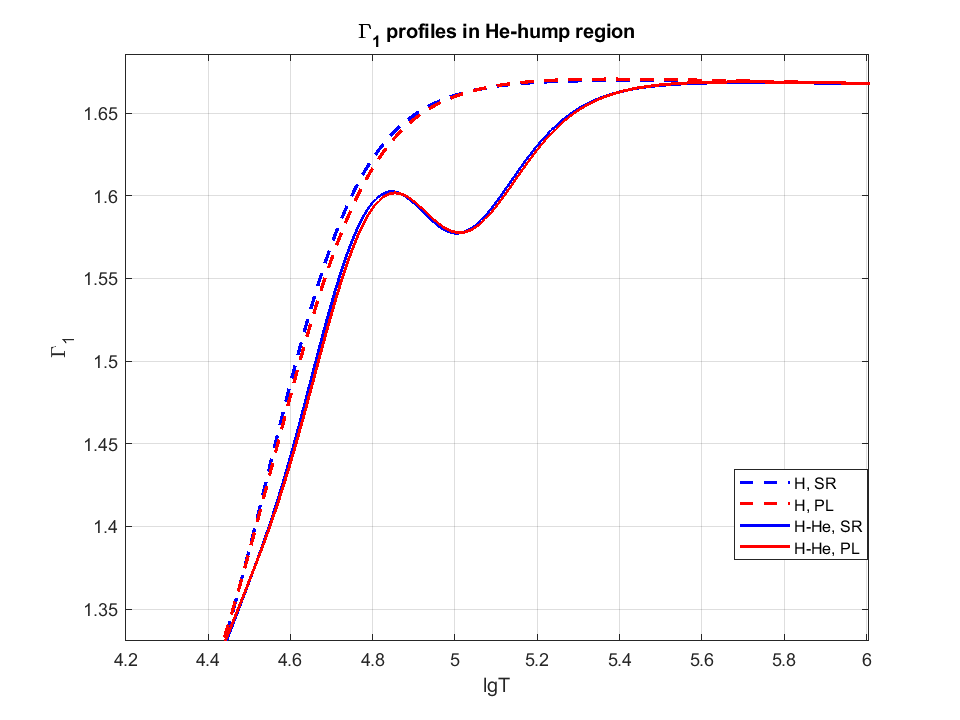 Γ₁ profiles in He-hump region
Γ₁
1.65
1.6
1.55
1.5
1.45
1.4
1.35
4.2 4.4 4.6 4.8 5 5.2 5.4 5.6 5.8 6
lgT
H, SR
H, PL
H-He, SR
H-He, PL